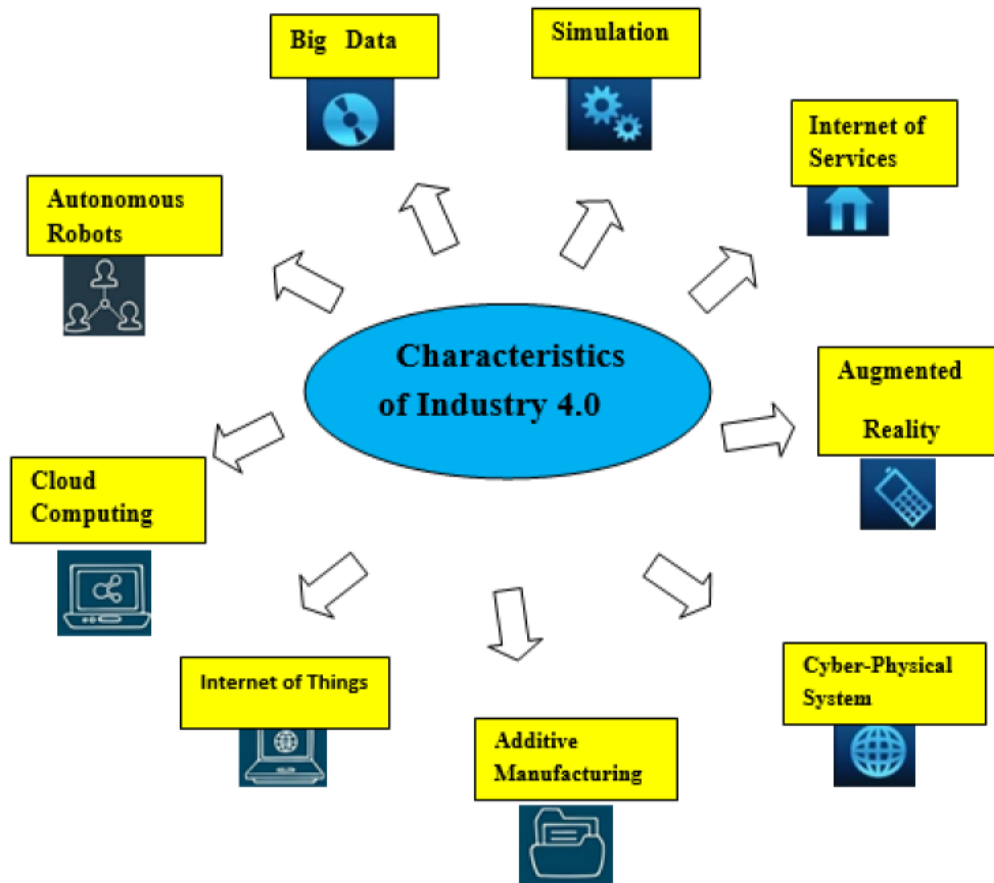 Big Data
Simulation
Internet of
Services
Autonomous
Robots
Characteristics
of Industry 4.0
Augmented
Reality
Cloud
Computing
Internet of Things
Cyber-Physical
System
Additive
Manufacturing